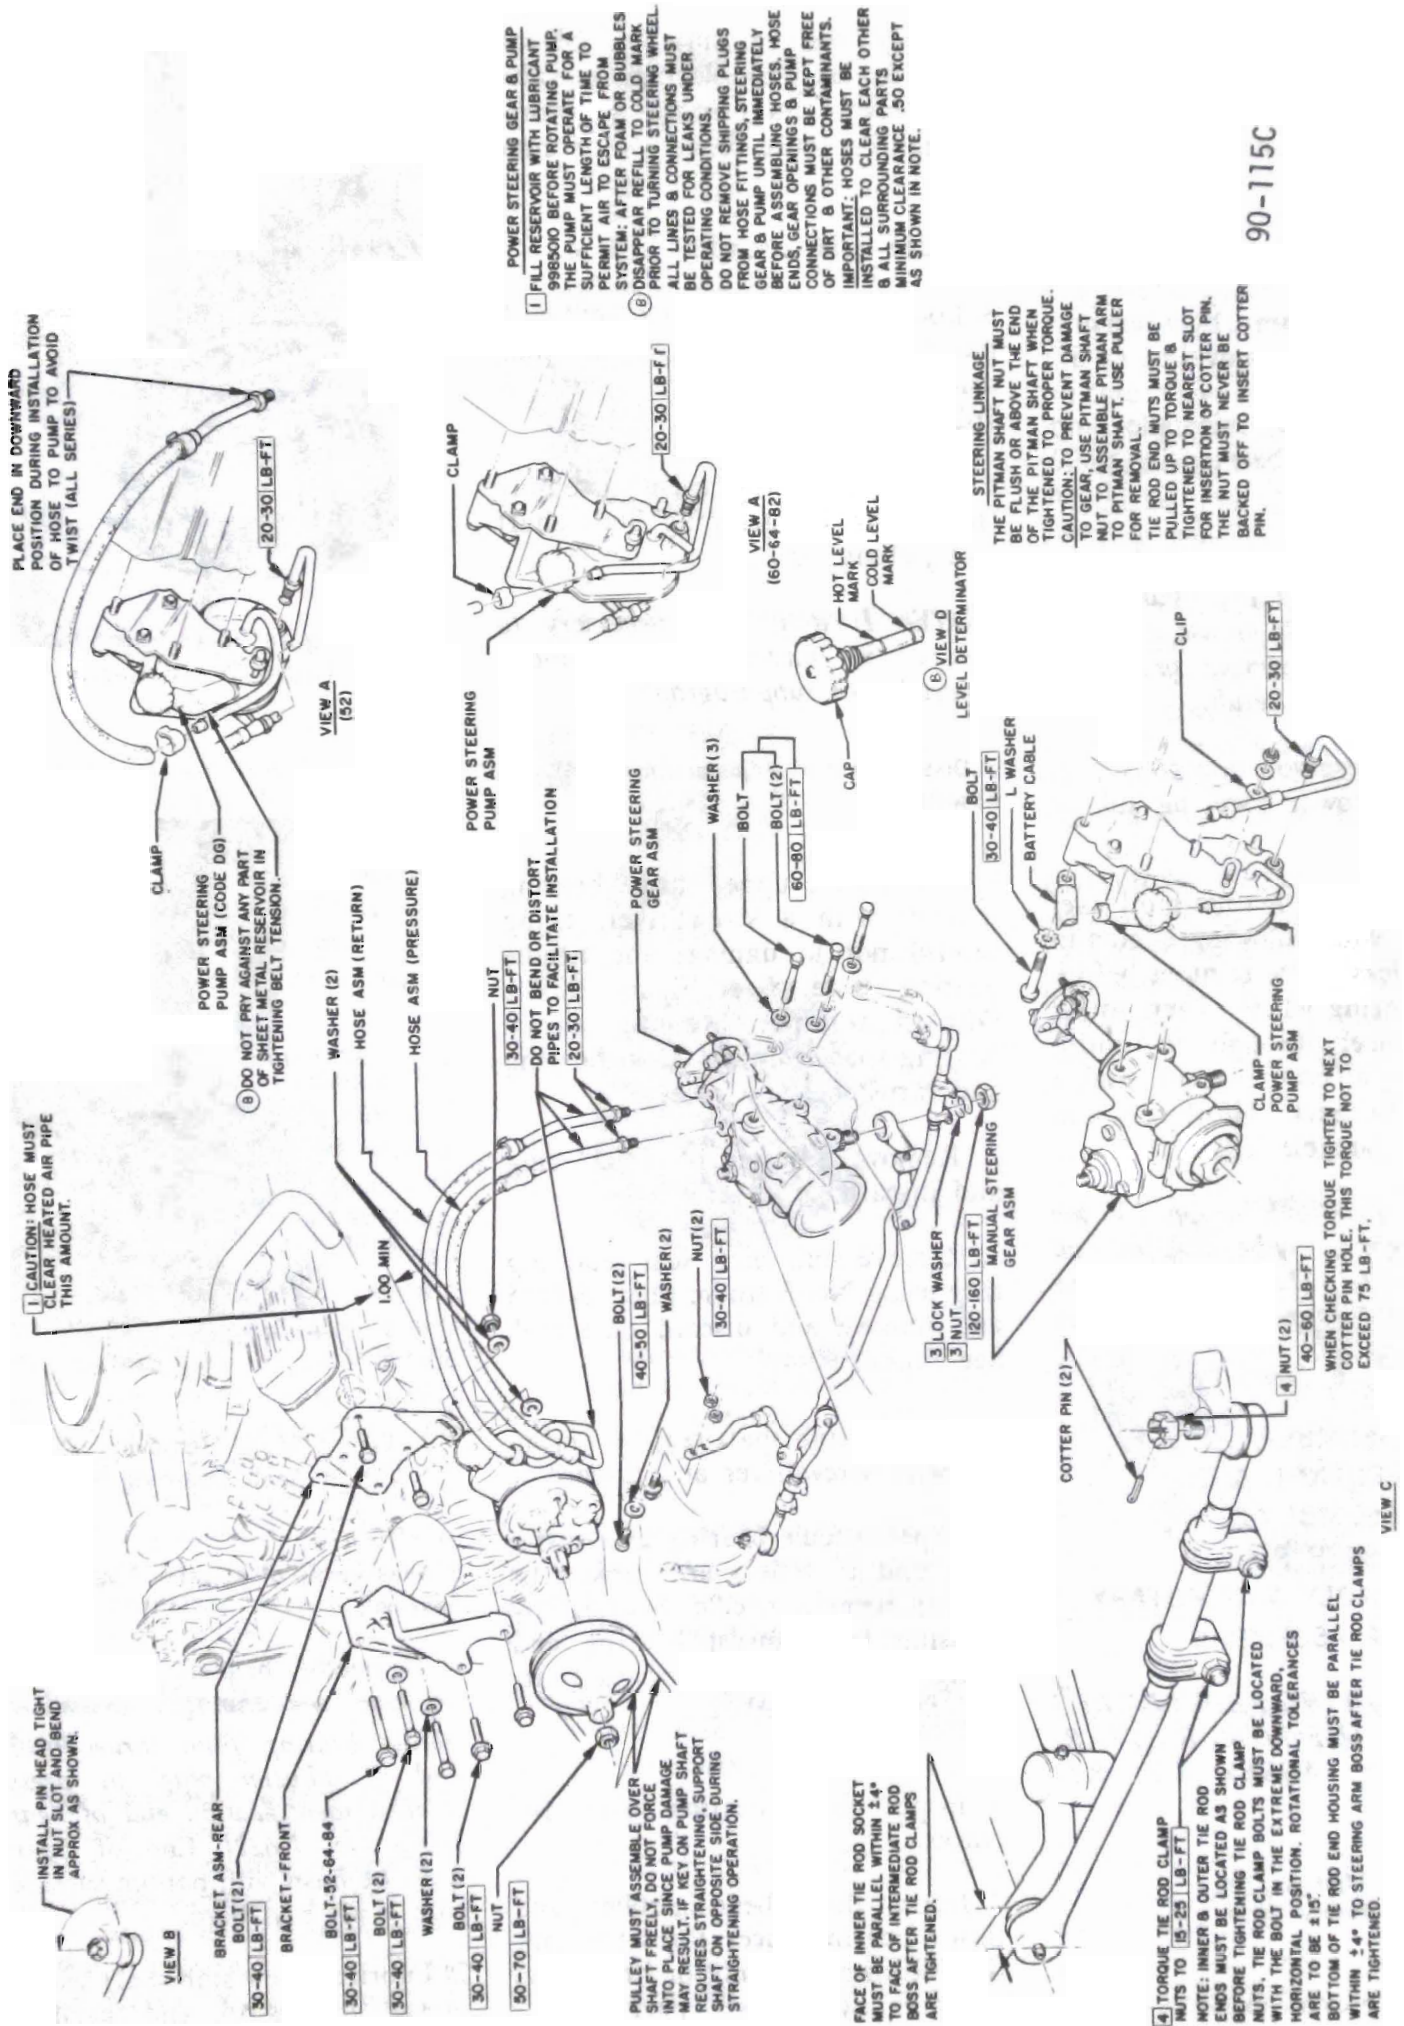 INSTALL PIN HEAD TIGHT
IN NUT SLOT AND BEND
APPROX AS SHOWN.
VIEW B
BRACKET ASM-REAR
BOLT(2)
30-40 LB-FT
BRACKET-FRONT
BOLT-52-64-84
30-40 LB-FT
BOLT(2)
30-40 LB-FT
WASHER(2)
BOLT(2)
30-40 LB-FT
NUT
50-70 LB-FT
PULLEY MUST ASSEMBLE OVER
SHAFT FREELY, DO NOT FORCE
INTO PLACE SINCE PUMP DAMAGE
MAY RESULT. IF KEY ON PUMP SHAFT
REQUIRES STRAIGHTENING, SUPPORT
SHAFT ON OPPOSITE SIDE DURING
STRAIGHTENING OPERATION.
1 CAUTION: HOSE MUST
CLEAR HEATED AIR PIPE
THIS AMOUNT.
1.00 MIN
WASHER (2)
HOSE ASM (RETURN)
HOSE ASM (PRESSURE)
NUT
30-40 LB-FT
DO NOT BEND OR DISTORT
PIPES TO FACILITATE INSTALLATION
20-30 LB-FT
BOLT(2)
40-50 LB-FT
WASHER(2)
NUT(2)
30-40 LB-FT
POWER STEERING
GEAR ASM
WASHER(3)
BOLT
BOLT(2)
60-80 LB-FT
3 LOCK WASHER
3 NUT
120-160 LB-FT
MANUAL STEERING
GEAR ASM
PLACE END IN DOWNWARD
POSITION DURING INSTALLATION
OF HOSE TO PUMP TO AVOID
TWIST (ALL SERIES)
20-30 LB-FT
CLAMP
POWER STEERING
PUMP ASM (CODE DG)
B DO NOT PRY AGAINST ANY PART
OF SHEET METAL RESERVOIR IN
TIGHTENING BELT TENSION.
VIEW A
(52)
CLAMP
20-30 LB-FT
POWER STEERING
PUMP ASM
VIEW A
(60-64-82)
HOT LEVEL
MARK
COLD LEVEL
MARK
CAP
B VIEW D
LEVEL DETERMINATOR
POWER STEERING GEAR & PUMP
1 FILL RESERVOIR WITH LUBRICANT
9985010 BEFORE ROTATING PUMP.
THE PUMP MUST OPERATE FOR A
SUFFICIENT LENGTH OF TIME TO
PERMIT AIR TO ESCAPE FROM
SYSTEM: AFTER FOAM OR BUBBLES
B DISAPPEAR REFILL TO COLD MARK
PRIOR TO TURNING STEERING WHEEL.
ALL LINES & CONNECTIONS MUST
BE TESTED FOR LEAKS UNDER
OPERATING CONDITIONS.
DO NOT REMOVE SHIPPING PLUGS
FROM HOSE FITTINGS, STEERING
GEAR & PUMP UNTIL IMMEDIATELY
BEFORE ASSEMBLING HOSES, HOSE
ENDS, GEAR OPENINGS & PUMP
CONNECTIONS MUST BE KEPT FREE
OF DIRT & OTHER CONTAMINANTS.
IMPORTANT: HOSES MUST BE
INSTALLED TO CLEAR EACH OTHER
& ALL SURROUNDING PARTS
MINIMUM CLEARANCE .50 EXCEPT
AS SHOWN IN NOTE.
FACE OF INNER TIE ROD SOCKET
MUST BE PARALLEL WITHIN ±4°
TO FACE OF INTERMEDIATE ROD
BOSS AFTER TIE ROD CLAMPS
ARE TIGHTENED.
4 TORQUE TIE ROD CLAMP
NUTS TO 15-25 LB-FT
NOTE: INNER & OUTER TIE ROD
ENDS MUST BE LOCATED AS SHOWN
BEFORE TIGHTENING TIE ROD CLAMP
NUTS, TIE ROD CLAMP BOLTS MUST BE LOCATED
WITH THE BOLT IN THE EXTREME DOWNWARD,
HORIZONTAL POSITION. ROTATIONAL TOLERANCES
ARE TO BE ±15°.
BOTTOM OF TIE ROD END HOUSING MUST BE PARALLEL
WITHIN ±4° TO STEERING ARM BOSS AFTER TIE ROD CLAMPS
ARE TIGHTENED.
COTTER PIN (2)
4 NUT(2)
40-60 LB-FT
WHEN CHECKING TORQUE TIGHTEN TO NEXT
COTTER PIN HOLE. THIS TORQUE NOT TO
EXCEED 75 LB-FT.
VIEW C
BOLT
30-40 LB-FT
L WASHER
BATTERY CABLE
CLIP
20-30 LB-FT
CLAMP
POWER STEERING
PUMP ASM
STEERING LINKAGE
THE PITMAN SHAFT NUT MUST
BE FLUSH OR ABOVE THE END
OF THE PITMAN SHAFT WHEN
TIGHTENED TO PROPER TORQUE.
CAUTION: TO PREVENT DAMAGE
TO GEAR, USE PITMAN SHAFT
NUT TO ASSEMBLE PITMAN ARM
TO PITMAN SHAFT. USE PULLER
FOR REMOVAL.
TIE ROD END NUTS MUST BE
PULLED UP TO TORQUE &
TIGHTENED TO NEAREST SLOT
FOR INSERTION OF COTTER PIN.
THE NUT MUST NEVER BE
BACKED OFF TO INSERT COTTER
PIN.
90-115C